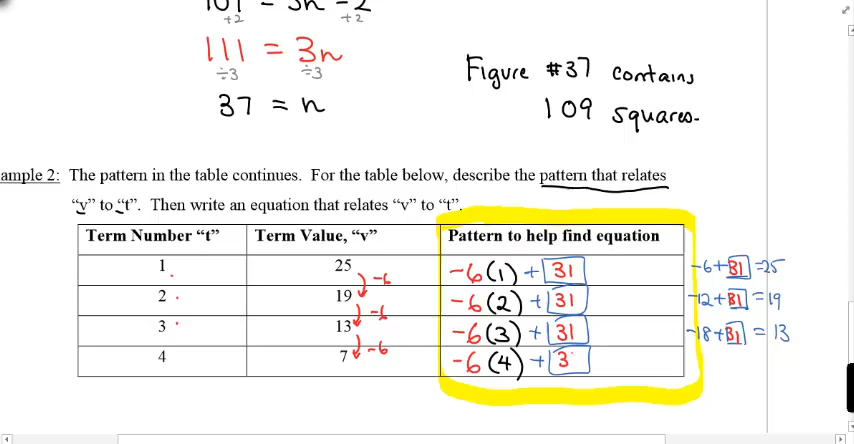 = 3n - 2
+2 +2
111 = 3n
÷3 ÷3
37 = n
Figure #37 contains
109 squares.
ample 2: The pattern in the table continues. For the table below, describe the pattern that relates
“v” to “t”. Then write an equation that relates “v” to “t”.
Term Number “t” Term Value, “v” Pattern to help find equation
1 25 -6(1) + 31 -6+31=25
-6
2 19 -6(2) + 31 -12+31=19
-6
3 13 -6(3) + 31 -18+31=13
-6
4 7 -6(4) + 3